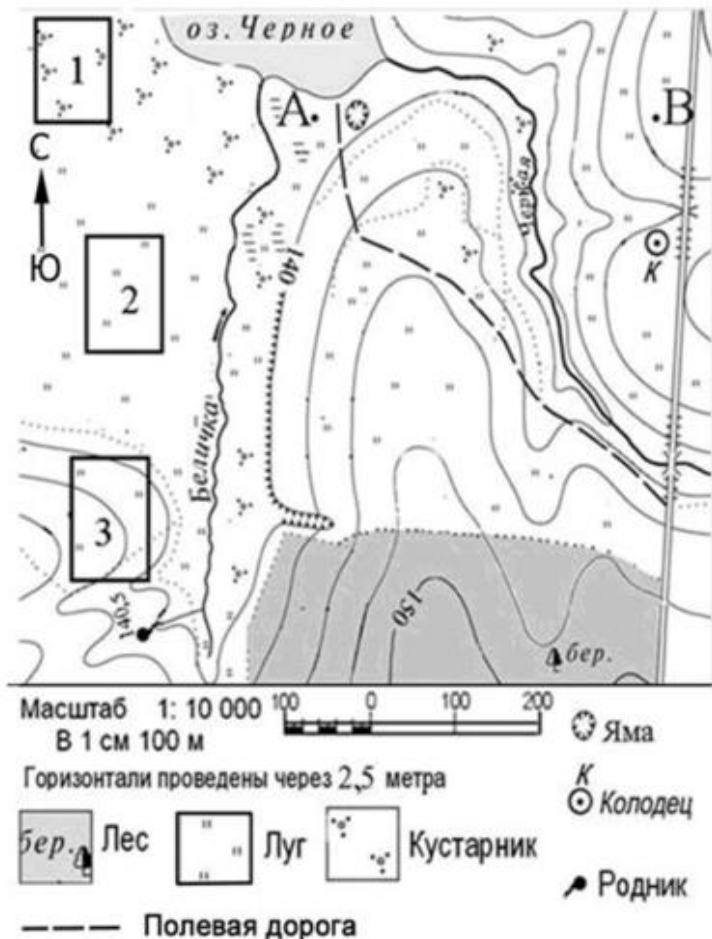 оз. Черное
1
С
А
В
Черная
Ю
140
К
2
Беличка
3
140,5
150
бер.
Масштаб 1: 10 000
100 0 100 200
В 1 см 100 м
Яма
Горизонтали проведены через 2,5 метра
К
Колодец
бер. Лес
Луг
Кустарник
Родник
Полевая дорога